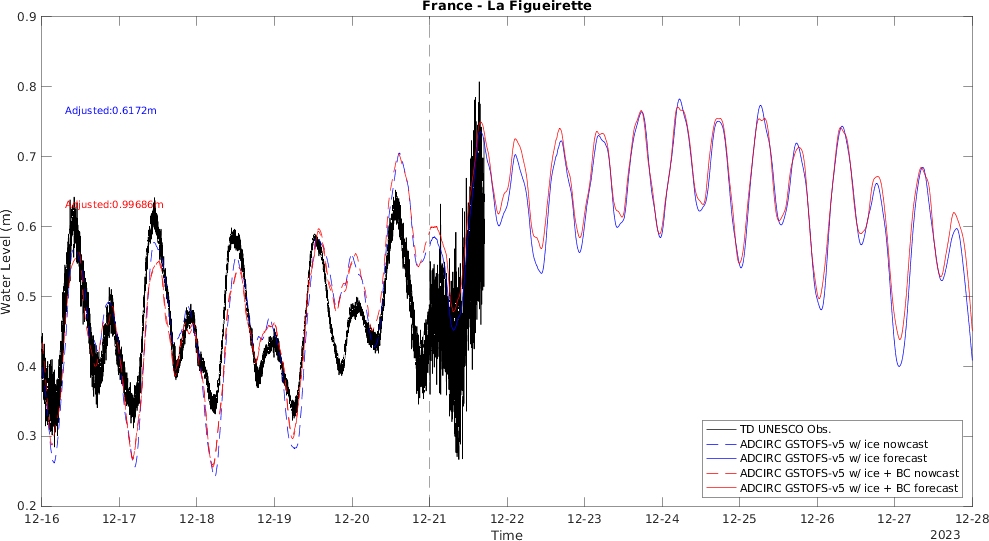 France - La Figueirette
0.9
0.8
0.7
0.6
0.5
0.4
0.3
0.2
Water Level (m)
Adjusted:0.6172m
Adjusted:0.99686m
TD UNESCO Obs.
ADCIRC GSTOFS-v5 w/ ice nowcast
ADCIRC GSTOFS-v5 w/ ice forecast
ADCIRC GSTOFS-v5 w/ ice + BC nowcast
ADCIRC GSTOFS-v5 w/ ice + BC forecast
12-16 12-17 12-18 12-19 12-20 12-21 12-22 12-23 12-24 12-25 12-26 12-27 12-28
Time
2023